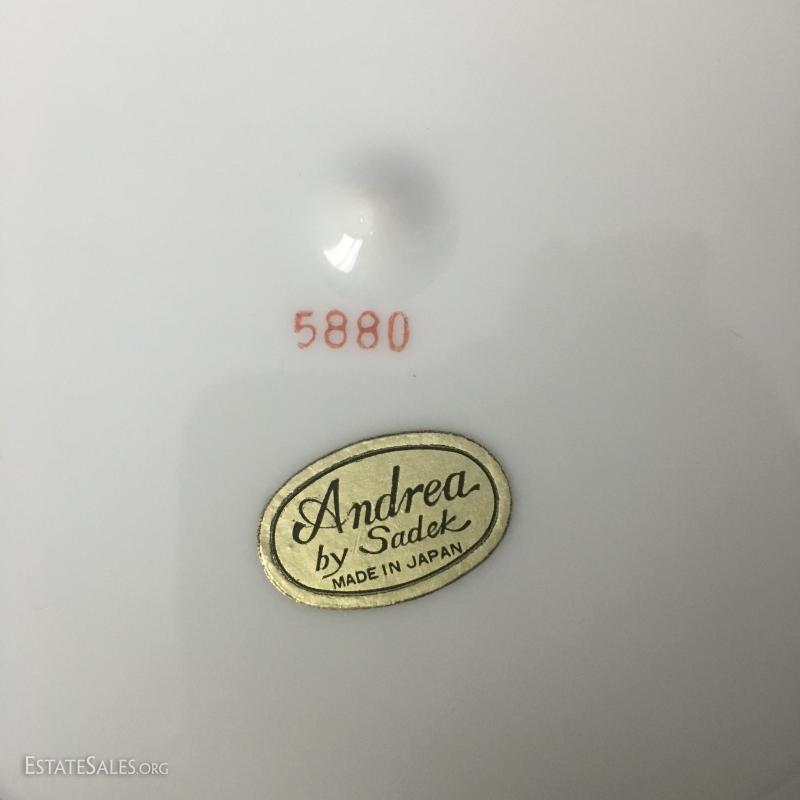 5880
Andrea
by Sadek
MADE IN JAPAN
ESTATESALES.ORG